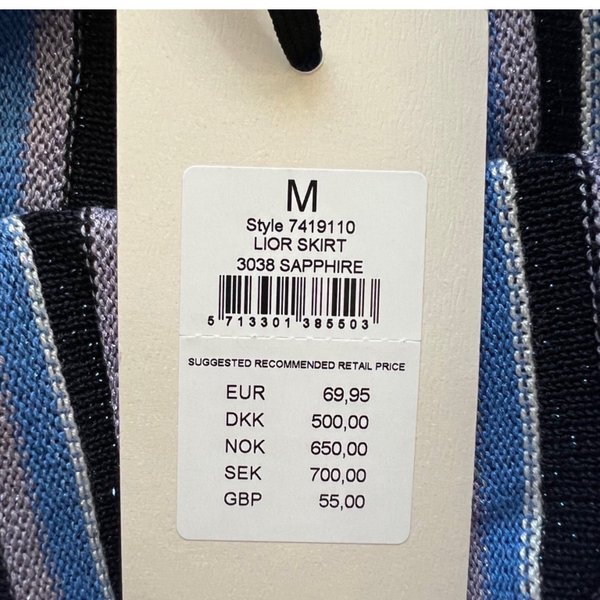 M
Style 7419110
LIOR SKIRT
3038 SAPPHIRE
5 713301 385503
SUGGESTED RECOMMENDED RETAIL PRICE
EUR 69,95
DKK 500,00
NOK 650,00
SEK 700,00
GBP 55,00